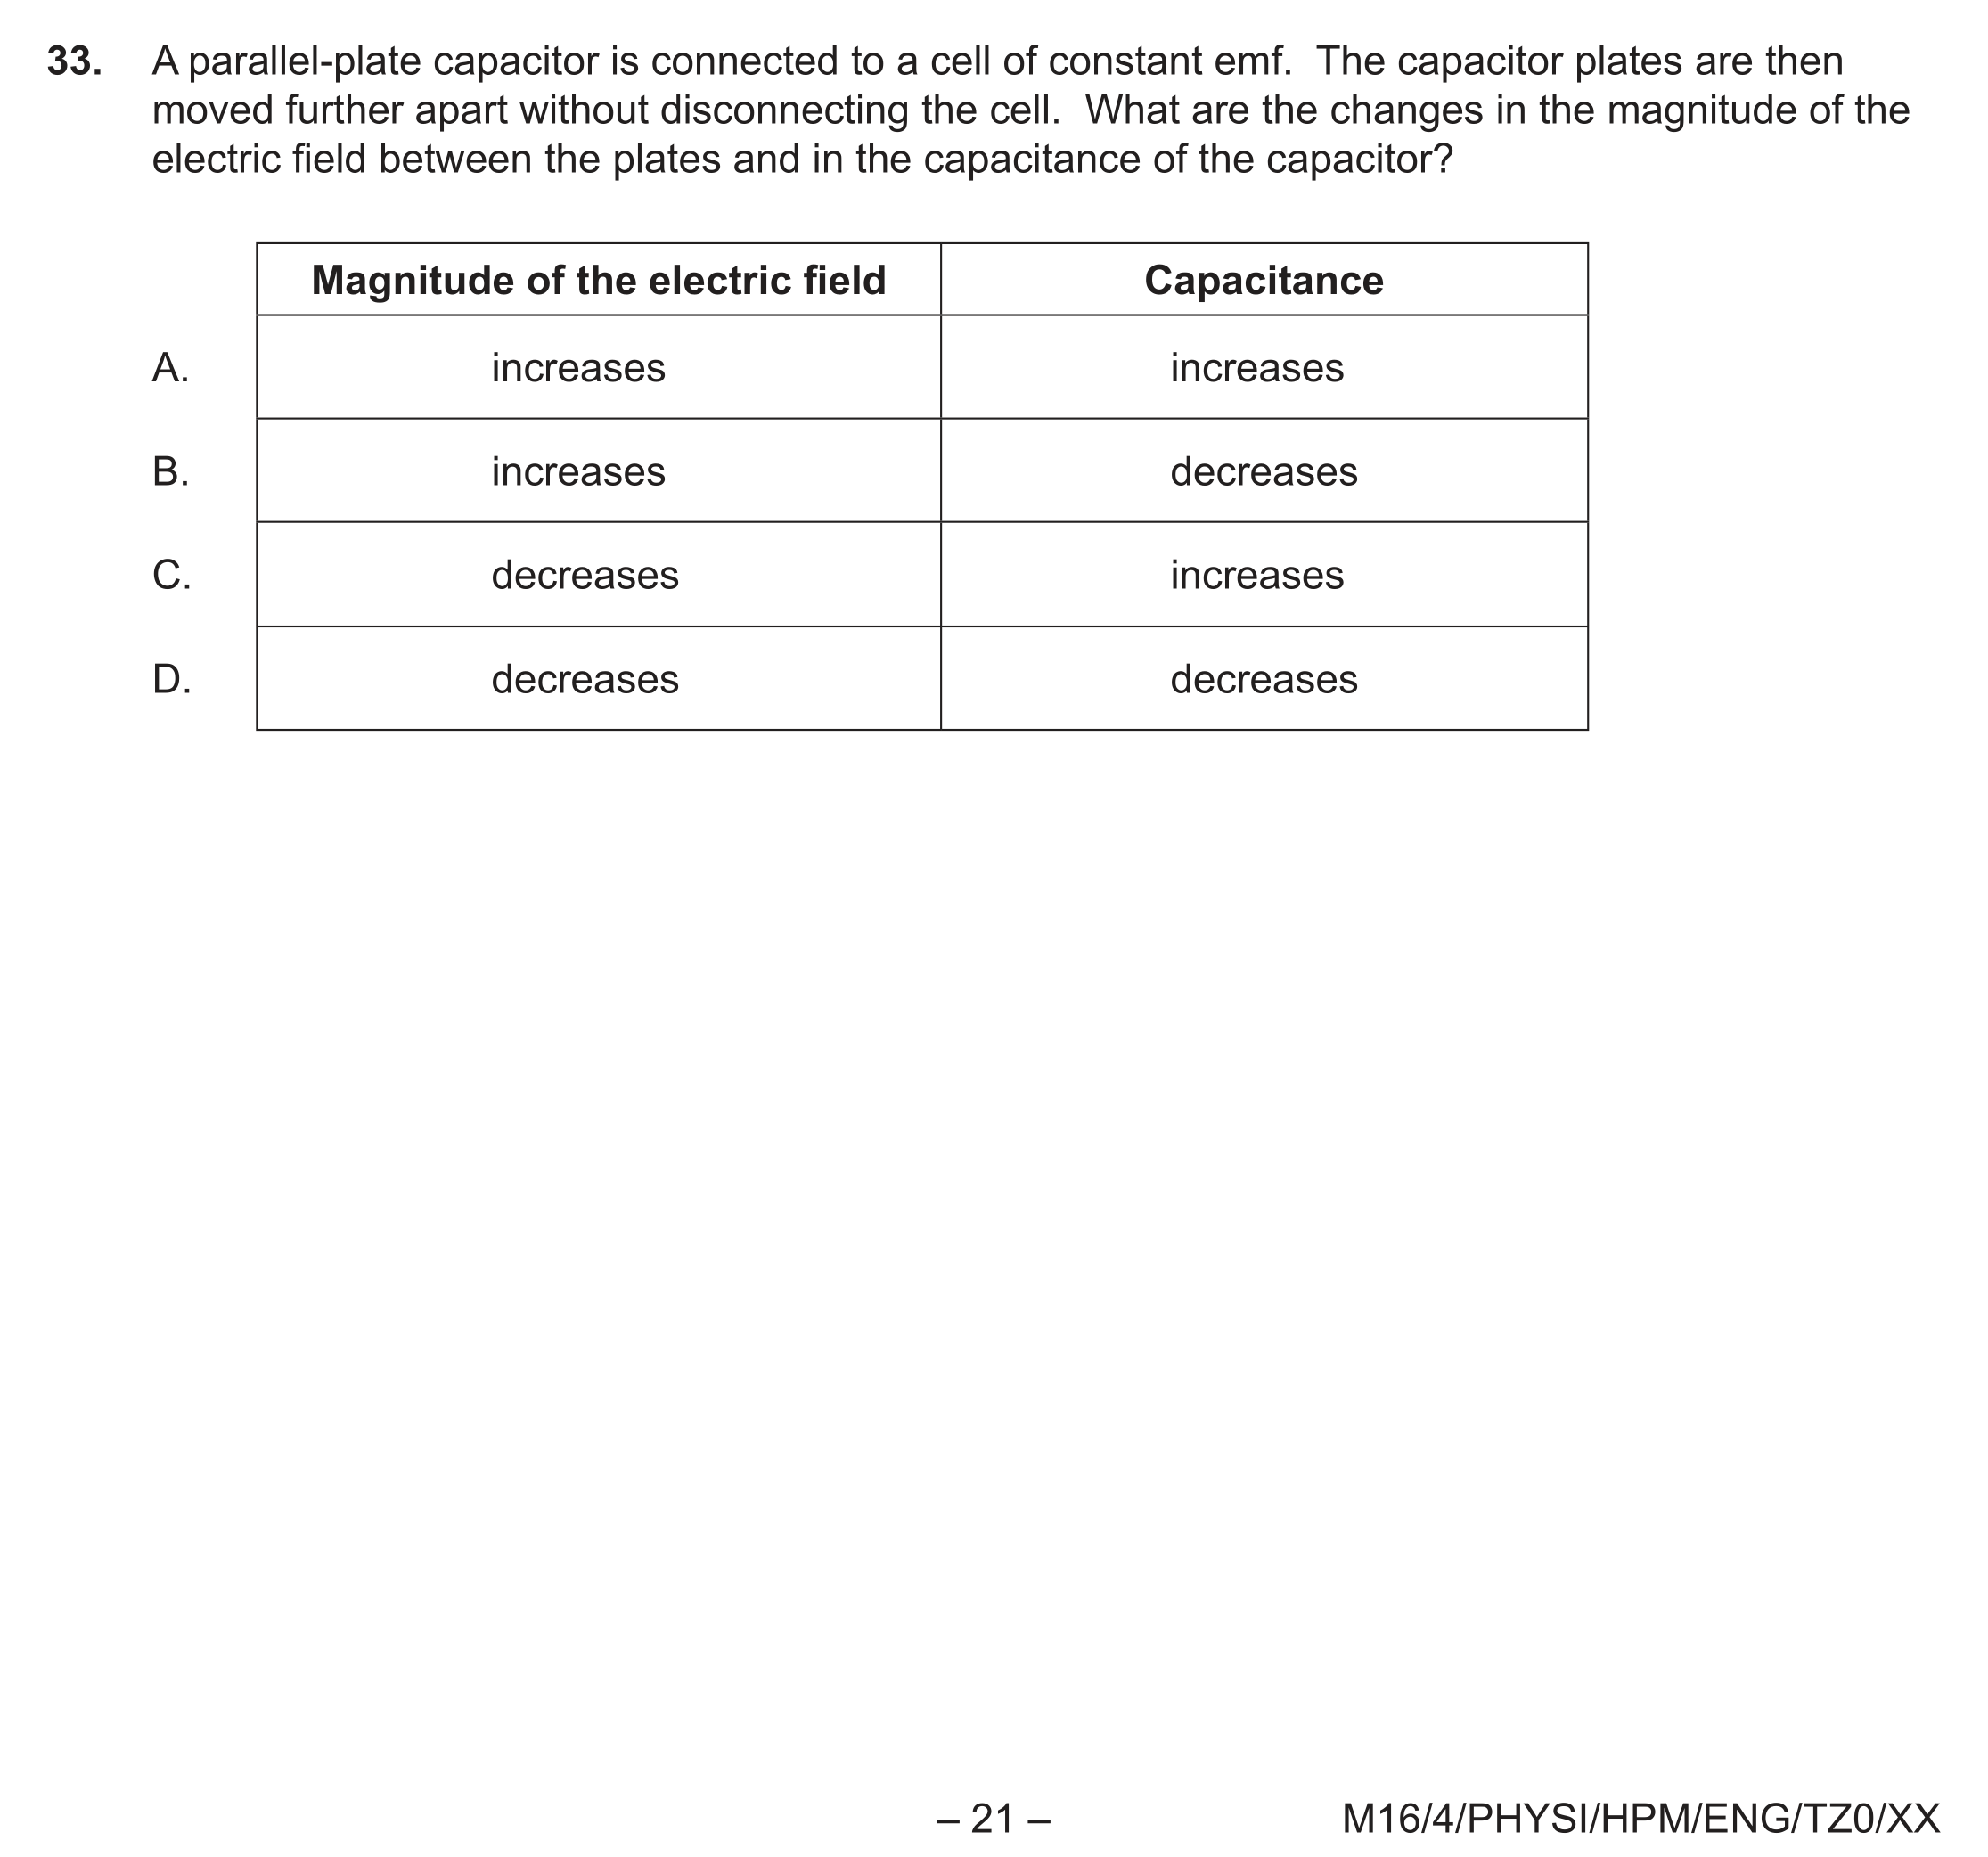 33. A parallel-plate capacitor is connected to a cell of constant emf. The capacitor plates are then
moved further apart without disconnecting the cell. What are the changes in the magnitude of the
electric field between the plates and in the capacitance of the capacitor?
Magnitude of the electric field Capacitance
A. increases increases
B. increases decreases
C. decreases increases
D. decreases decreases
– 21 – M16/4/PHYSI/HPM/ENG/TZ0/XX